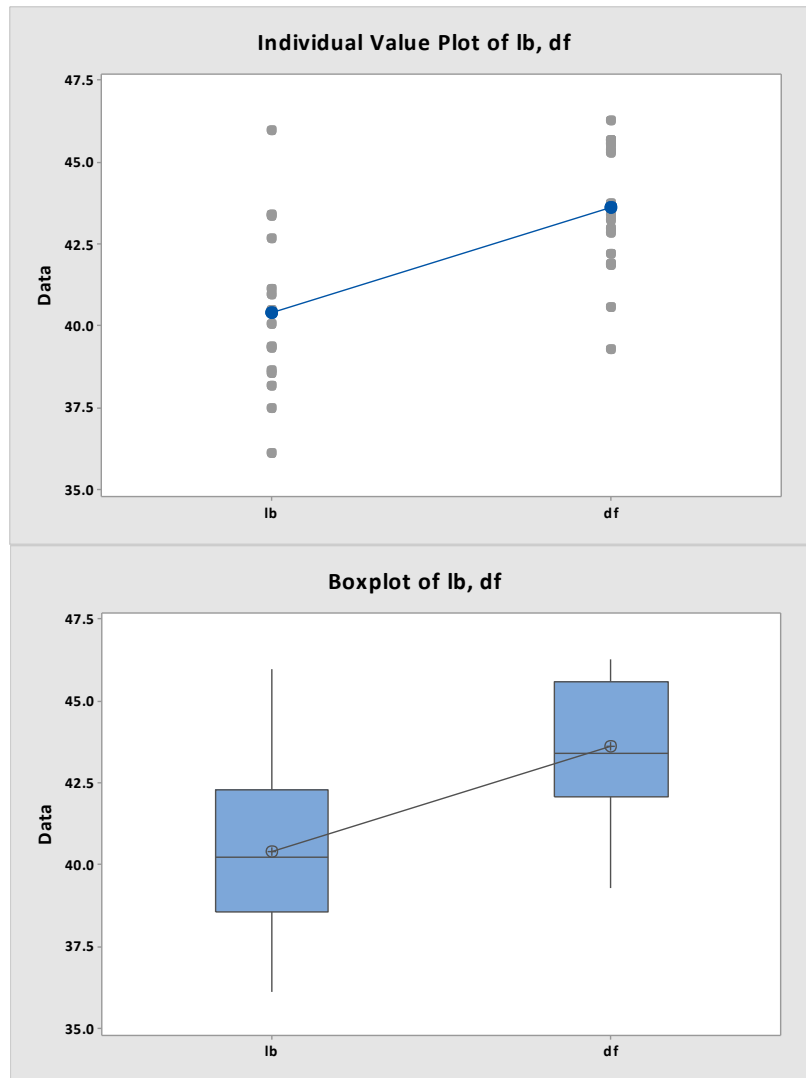 Individual Value Plot of lb, df
47.5
45.0
42.5
Data
40.0
37.5
35.0
lb df
Boxplot of lb, df
47.5
45.0
42.5
Data
40.0
37.5
35.0
lb df